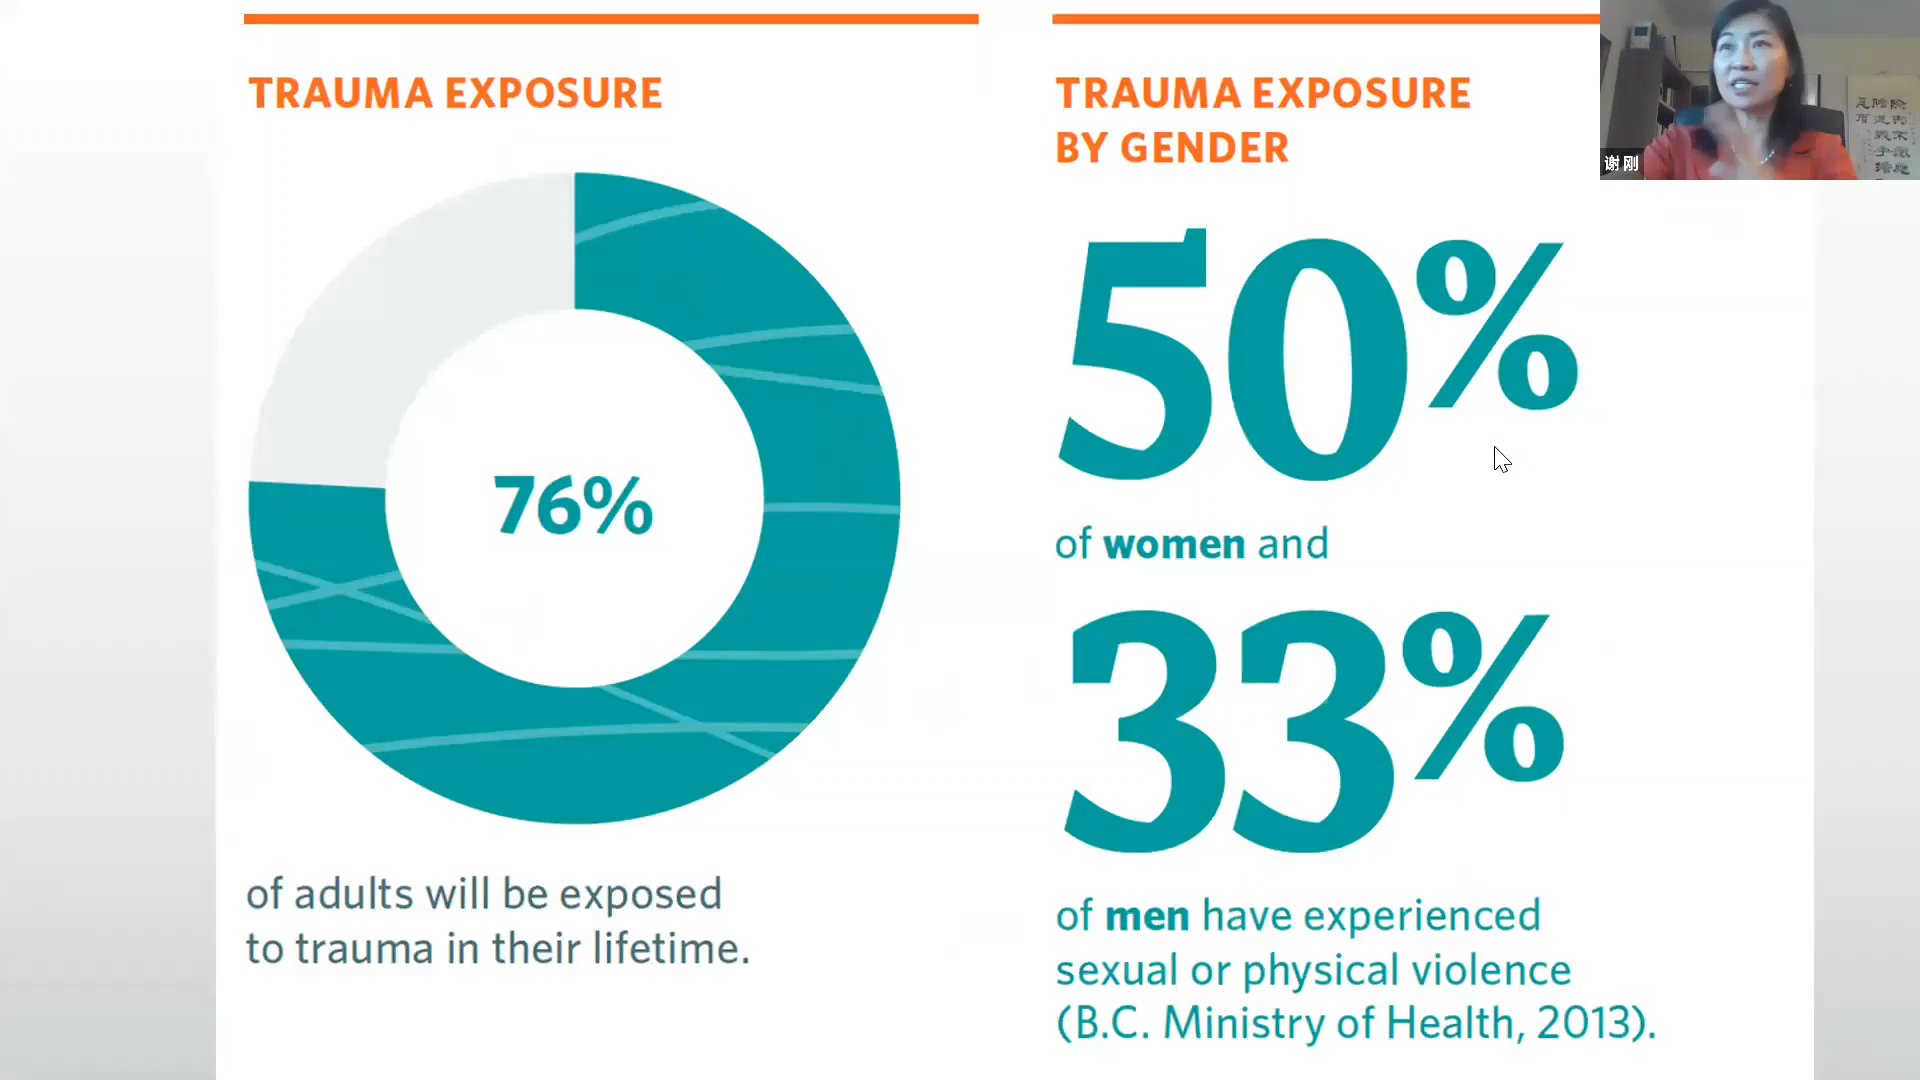 TRAUMA EXPOSURE
76%
of adults will be exposed
to trauma in their lifetime.
TRAUMA EXPOSURE
BY GENDER
50%
of women and
33%
of men have experienced
sexual or physical violence
(B.C. Ministry of Health, 2013).
谢 刚